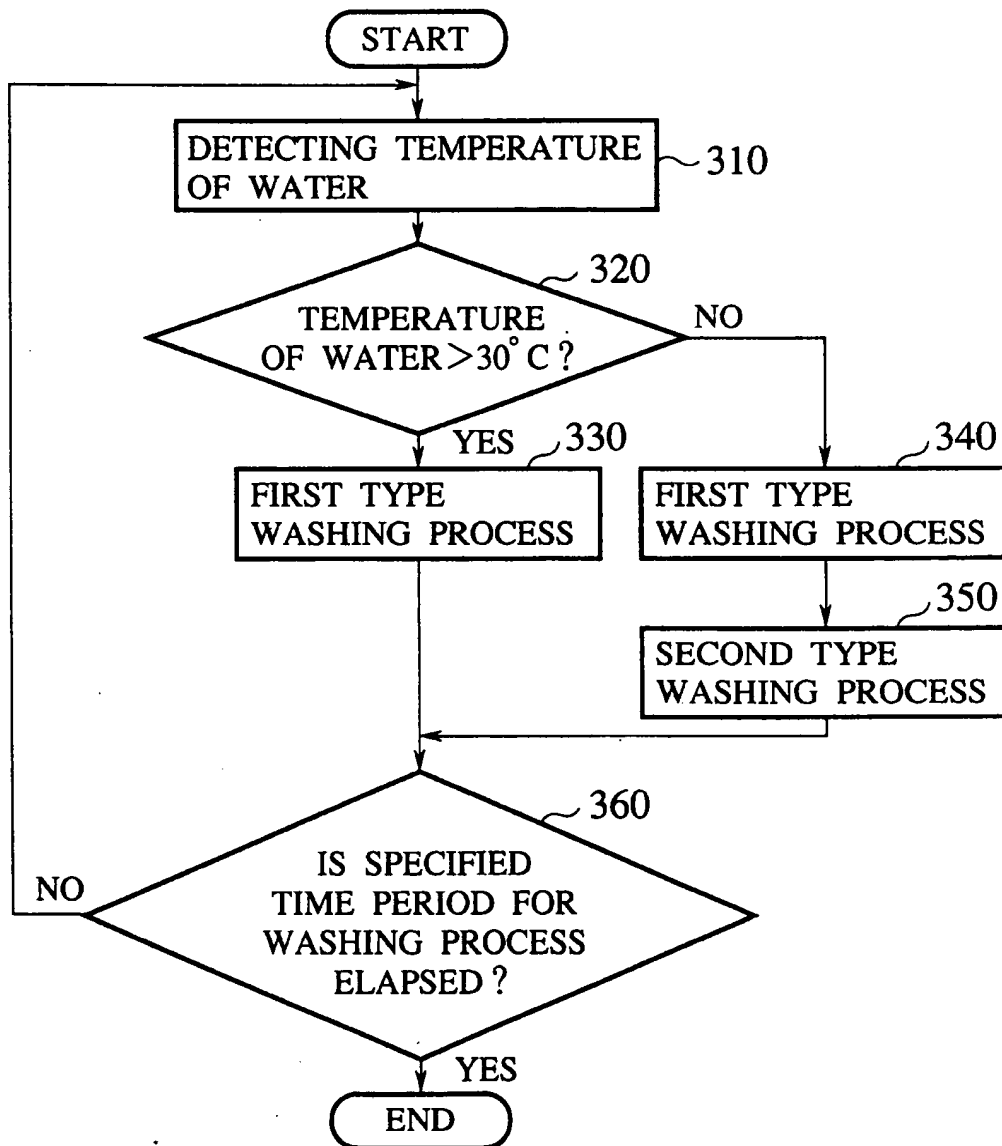 START
DETECTING TEMPERATURE
OF WATER
310
320
TEMPERATURE
OF WATER>30°C?
NO
YES
330
FIRST TYPE
WASHING PROCESS
340
FIRST TYPE
WASHING PROCESS
350
SECOND TYPE
WASHING PROCESS
360
IS SPECIFIED
TIME PERIOD FOR
WASHING PROCESS
ELAPSED?
NO
YES
END